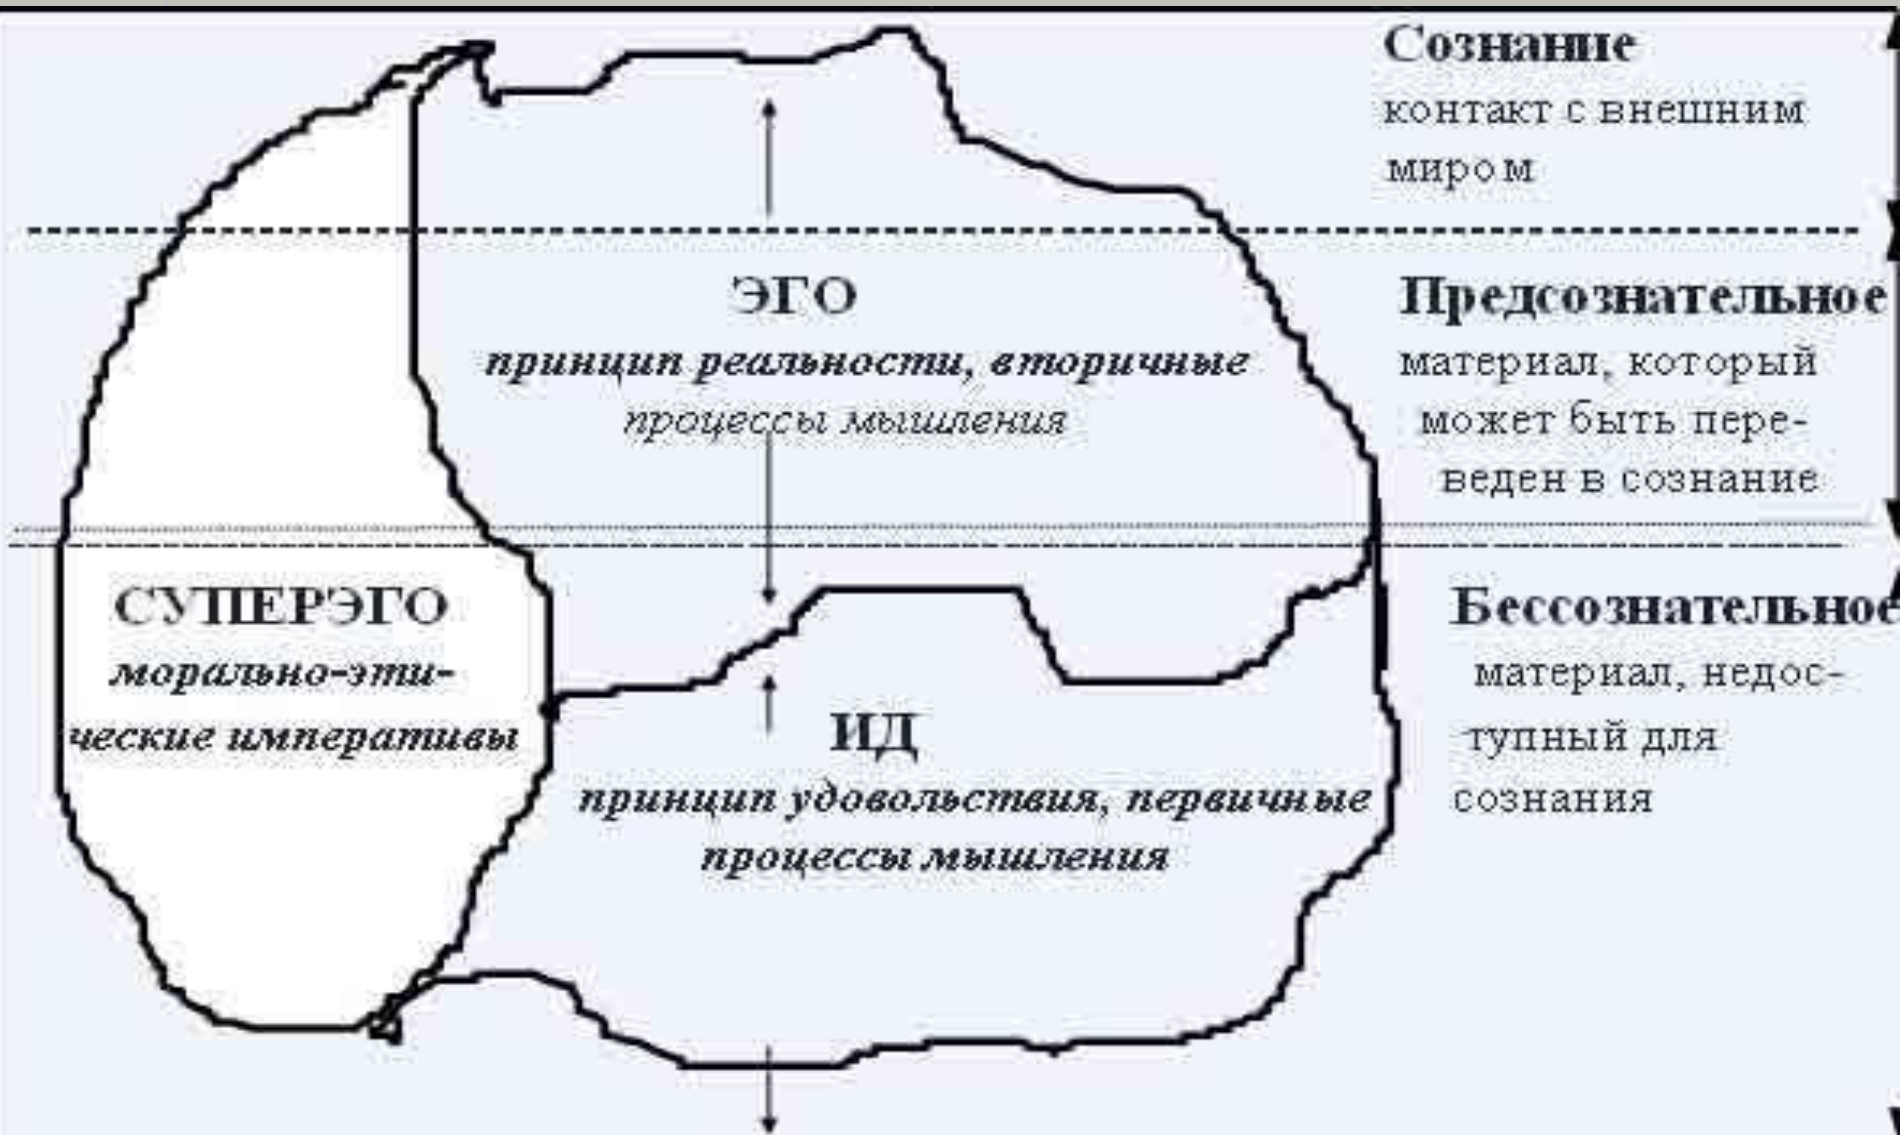 Сознание
контакт с внешним
миром
ЭГО
принцип реальности, вторичные
процессы мышления
Предсознательное
материал, который
может быть пере-
веден в сознание
СУПЕРЭГО
морально-эти-
ческие императивы
ИД
принцип удовольствия, первичные
процессы мышления
Бессознательное
материал, недос-
тупный для
сознания